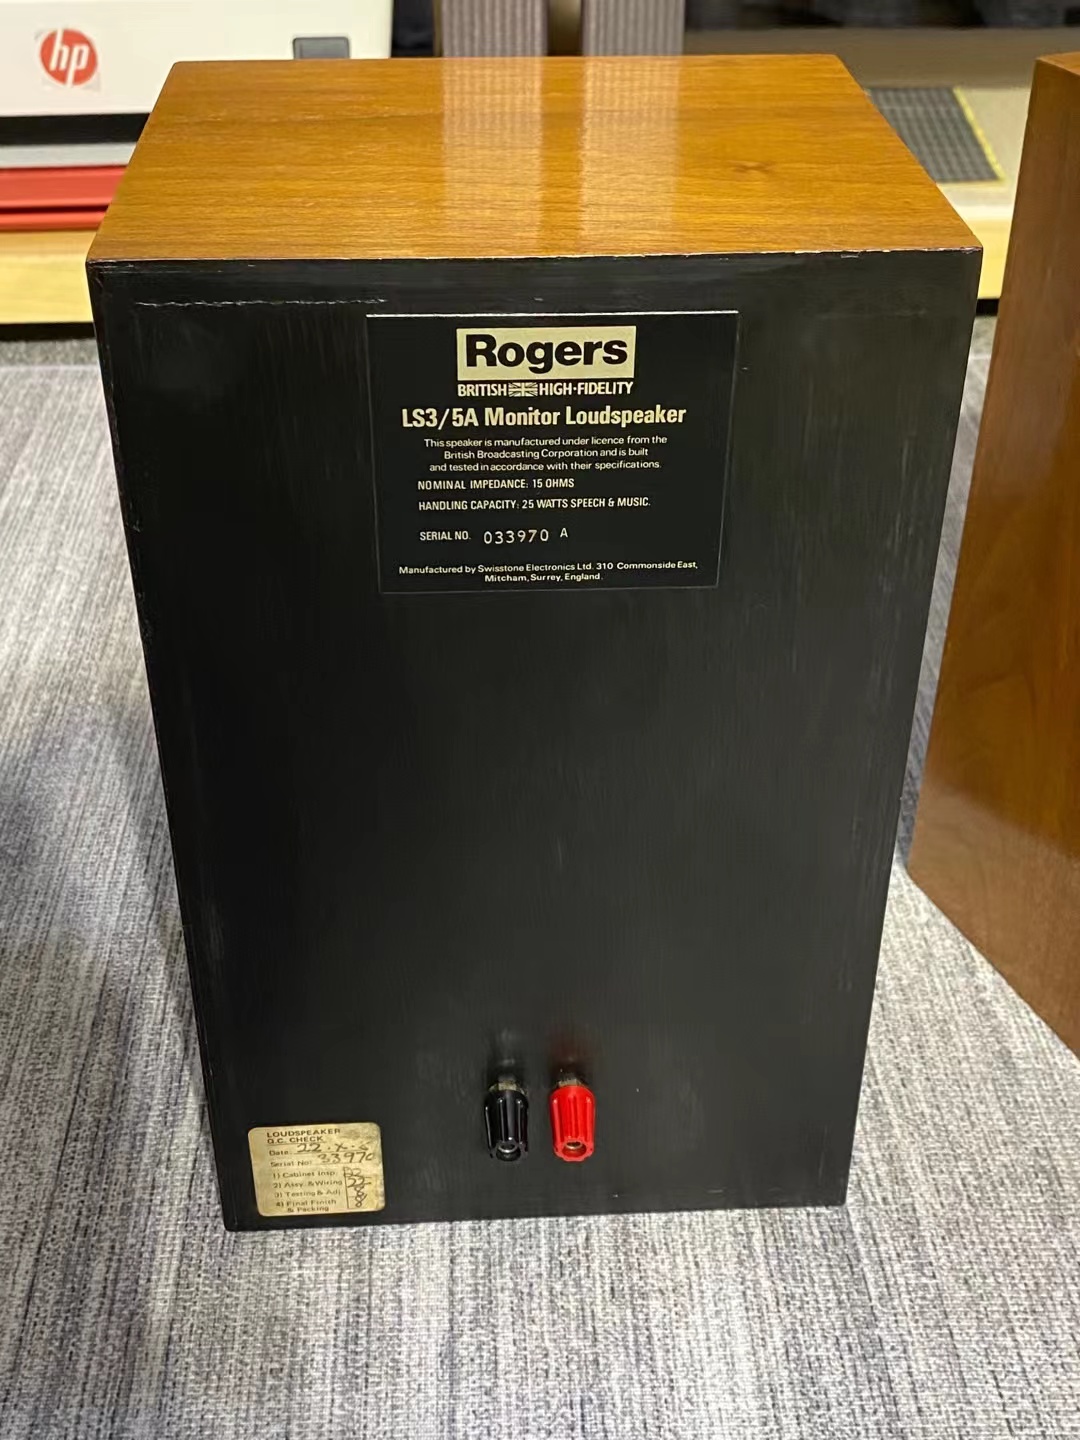 hp
Rogers
BRITISH HIGH·FIDELITY
LS3/5A Monitor Loudspeaker
This speaker is manufactured under licence from the
British Broadcasting Corporation and is built
and tested in accordance with their specifications.
NOMINAL IMPEDANCE: 15 OHMS
HANDLING CAPACITY: 25 WATTS SPEECH & MUSIC.
SERIAL NO. 033970 A
Manufactured by Swisstone Electronics Ltd. 310 Commonside East,
Mitcham, Surrey, England.
LOUDSPEAKER
Q.C. CHECK
Date: 22
Serial No: 33970
1) Cabinet Insp.
2) Assy. & Wiring
3) Testing & Adj
4) Final Finish
& Packing